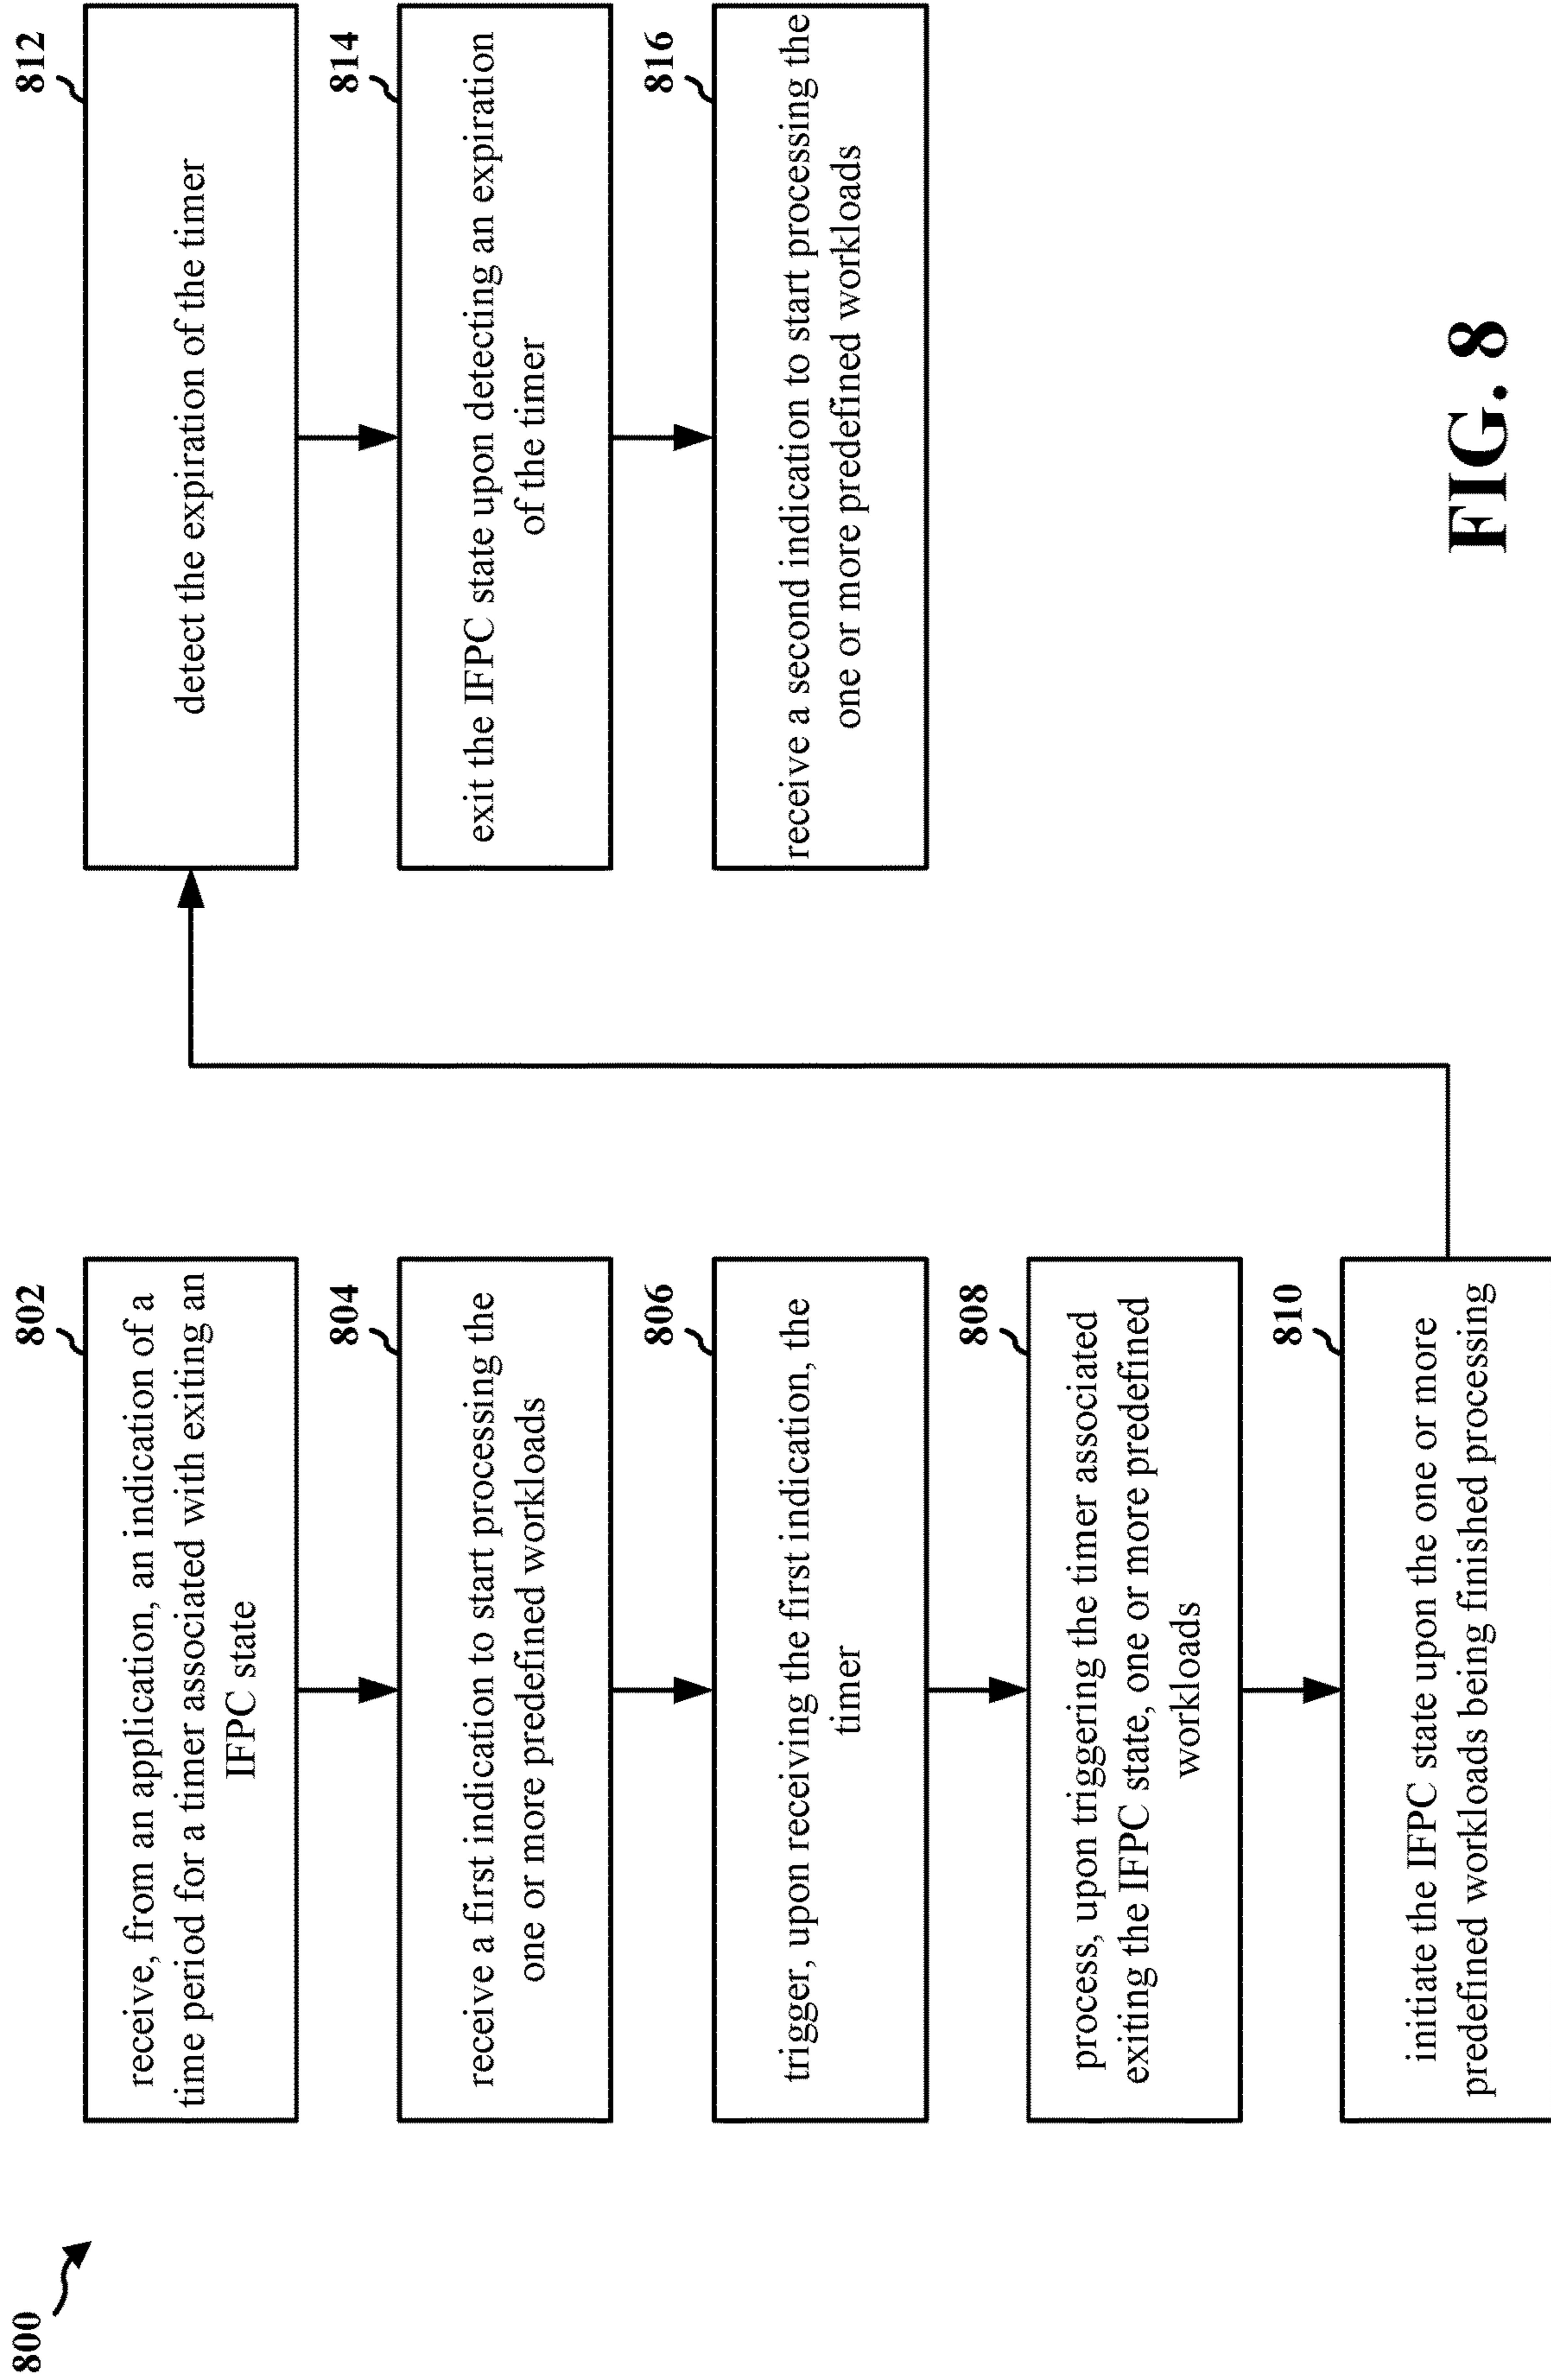 800
802
receive, from an application, an indication of a
time period for a timer associated with exiting an
IFPC state
804
receive a first indication to start processing the
one or more predefined workloads
806
trigger, upon receiving the first indication, the
timer
808
process, upon triggering the timer associated
exiting the IFPC state, one or more predefined
workloads
810
initiate the IFPC state upon the one or more
predefined workloads being finished processing
812
detect the expiration of the timer
814
exit the IFPC state upon detecting an expiration
of the timer
816
receive a second indication to start processing the
one or more predefined workloads
FIG. 8